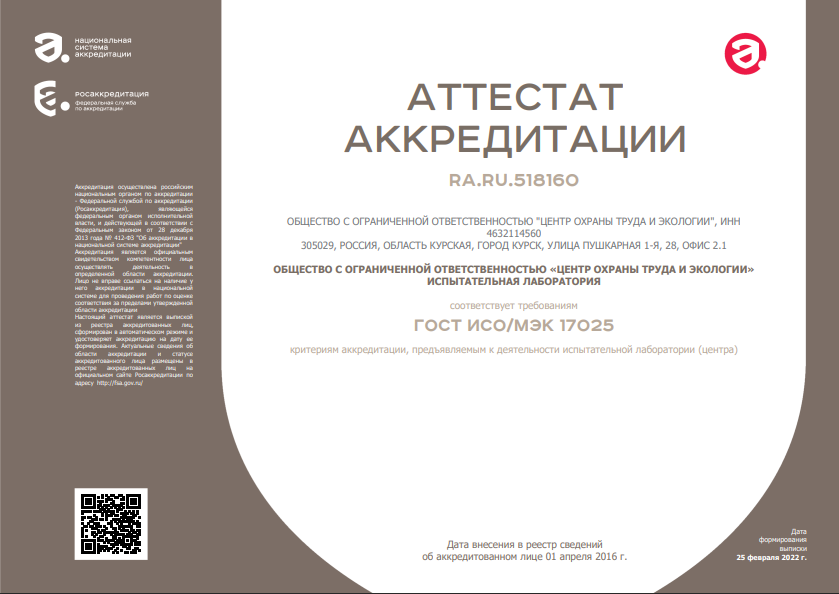 национальная
система
аккредитации
росаккредитация
федеральная служба
по аккредитации
Аккредитация осуществлена российским
национальным органом по аккредитации
- Федеральной службой по аккредитации
(Росаккредитация), являющейся
федеральным органом исполнительной
власти, и действующей в соответствии с
Федеральным законом от 28 декабря
2013 года № 412-ФЗ "Об аккредитации в
национальной системе аккредитации"
Аккредитация является официальным
свидетельством компетентности лица
осуществлять деятельность в
определенной области аккредитации.
Лицо не вправе ссылаться на наличие у
него аккредитации в национальной
системе для проведения работ по оценке
соответствия за пределами утвержденной
области аккредитации
Настоящий аттестат является выпиской
из реестра аккредитованных лиц,
сформирован в автоматическом режиме и
удостоверяет аккредитацию на дату ее
формирования. Актуальные сведения об
области аккредитации и статусе
аккредитованного лица размещены в
реестре аккредитованных лиц на
официальном сайте Росаккредитации по
адресу http://fsa.gov.ru/
АТТЕСТАТ
АККРЕДИТАЦИИ
RA.RU.518160
ОБЩЕСТВО С ОГРАНИЧЕННОЙ ОТВЕТСТВЕННОСТЬЮ "ЦЕНТР ОХРАНЫ ТРУДА И ЭКОЛОГИИ", ИНН
4632114560
305029, РОССИЯ, ОБЛАСТЬ КУРСКАЯ, ГОРОД КУРСК, УЛИЦА ПУШКАРНАЯ 1-Я, 28, ОФИС 2.1
ОБЩЕСТВО С ОГРАНИЧЕННОЙ ОТВЕТСТВЕННОСТЬЮ «ЦЕНТР ОХРАНЫ ТРУДА И ЭКОЛОГИИ»
ИСПЫТАТЕЛЬНАЯ ЛАБОРАТОРИЯ
соответствует требованиям
ГОСТ ИСО/МЭК 17025
критериям аккредитации, предъявляемым к деятельности испытательной лаборатории (центра)
Дата внесения в реестр сведений
об аккредитованном лице 01 апреля 2016 г.
Дата
формирования
выписки
25 февраля 2022 г.